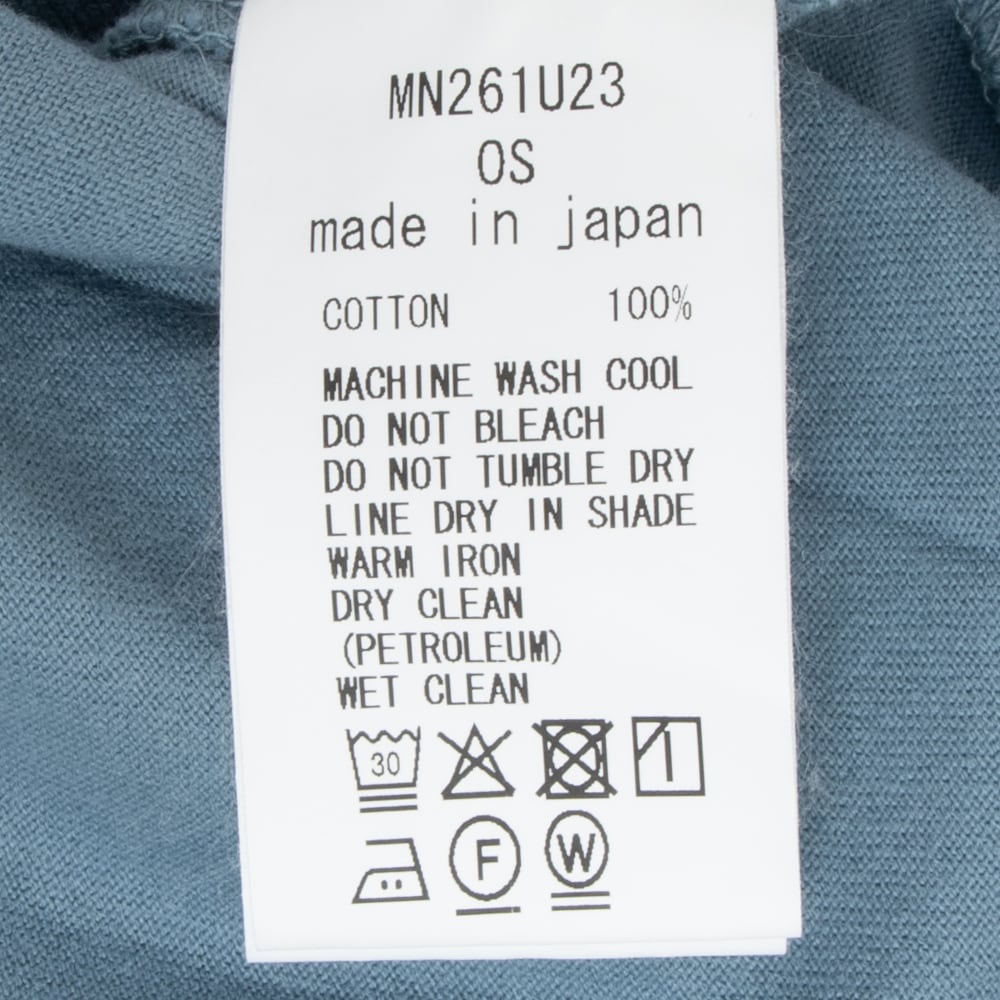 MN261U23
OS
made in japan
COTTON 100%
MACHINE WASH COOL
DO NOT BLEACH
DO NOT TUMBLE DRY
LINE DRY IN SHADE
WARM IRON
DRY CLEAN
(PETROLEUM)
WET CLEAN
30
F W